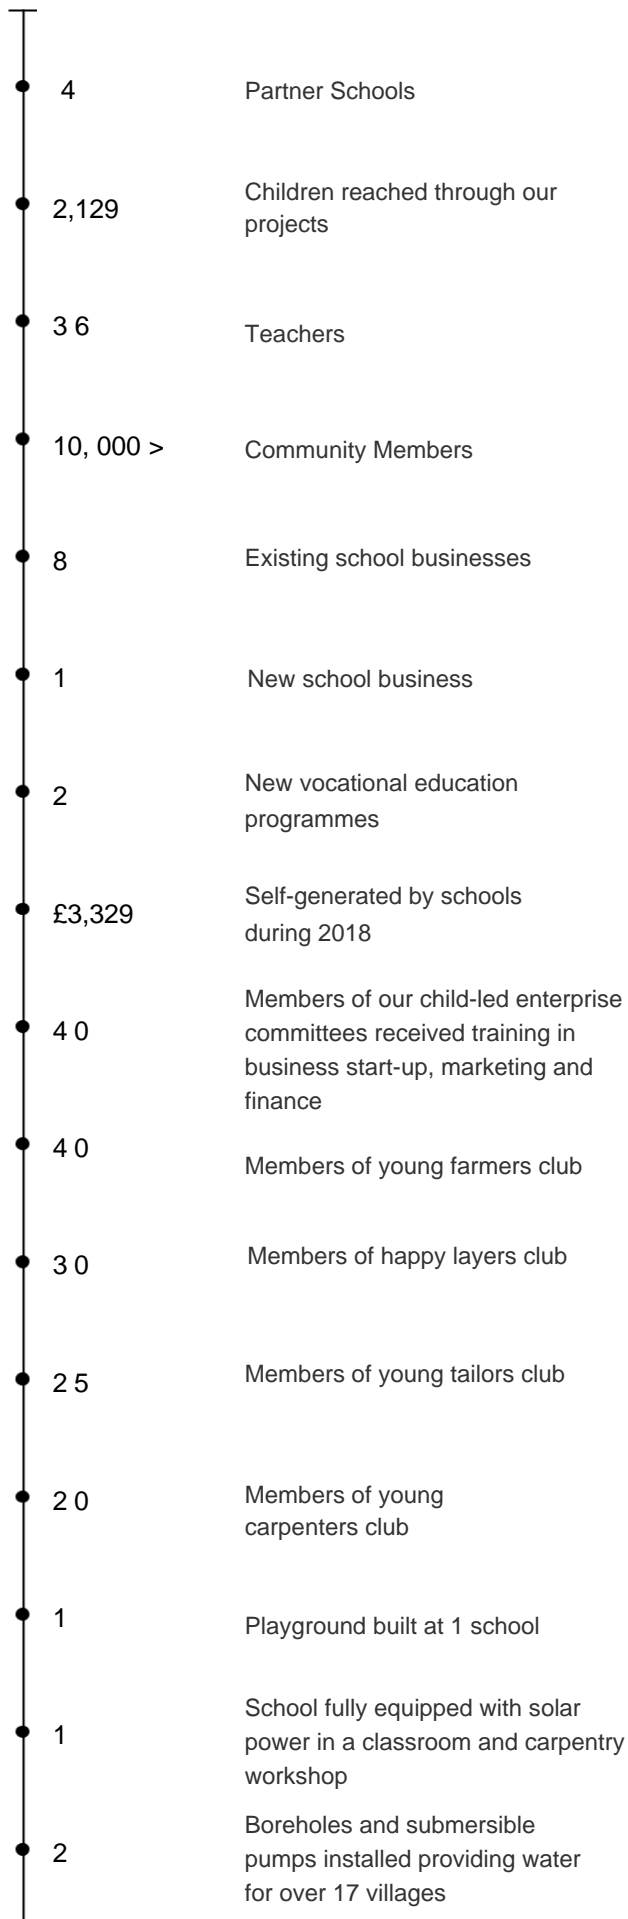 4 Partner Schools
2,129 Children reached through our
projects
3 6 Teachers
10, 000 > Community Members
8 Existing school businesses
1 New school business
2 New vocational education
programmes
£3,329 Self-generated by schools
during 2018
4 0 Members of our child-led enterprise
committees received training in
business start-up, marketing and
finance
4 0 Members of young farmers club
3 0 Members of happy layers club
2 5 Members of young tailors club
2 0 Members of young
carpenters club
1 Playground built at 1 school
1 School fully equipped with solar
power in a classroom and carpentry
workshop
2 Boreholes and submersible
pumps installed providing water
for over 17 villages